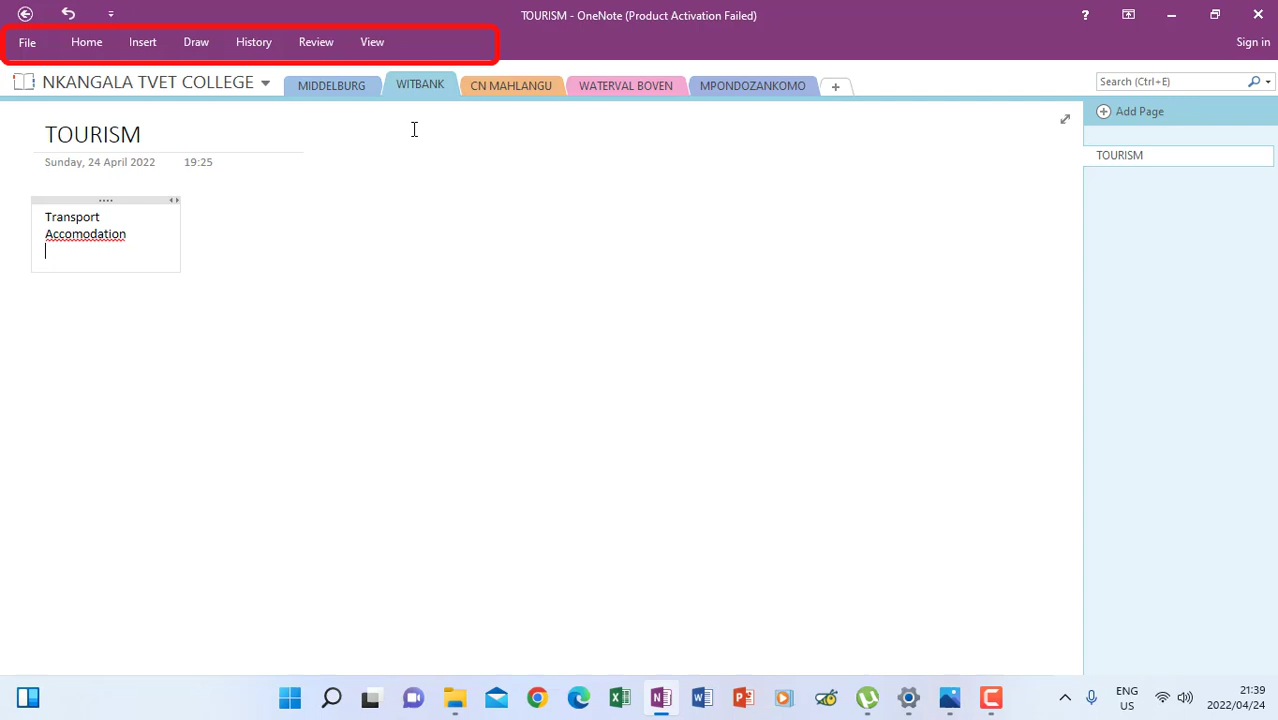 TOURISM - OneNote (Product Activation Failed)
?
File Home Insert Draw History Review View
Sign in
NKANGALA TVET COLLEGE
MIDDELBURG WITBANK CN MAHLANGU WATERVAL BOVEN MPONDOZANKOMO +
Search (Ctrl+E)
Add Page
TOURISM
TOURISM
Sunday, 24 April 2022 19:25
Transport
Accomodation
ENG
US
21:39
2022/04/24